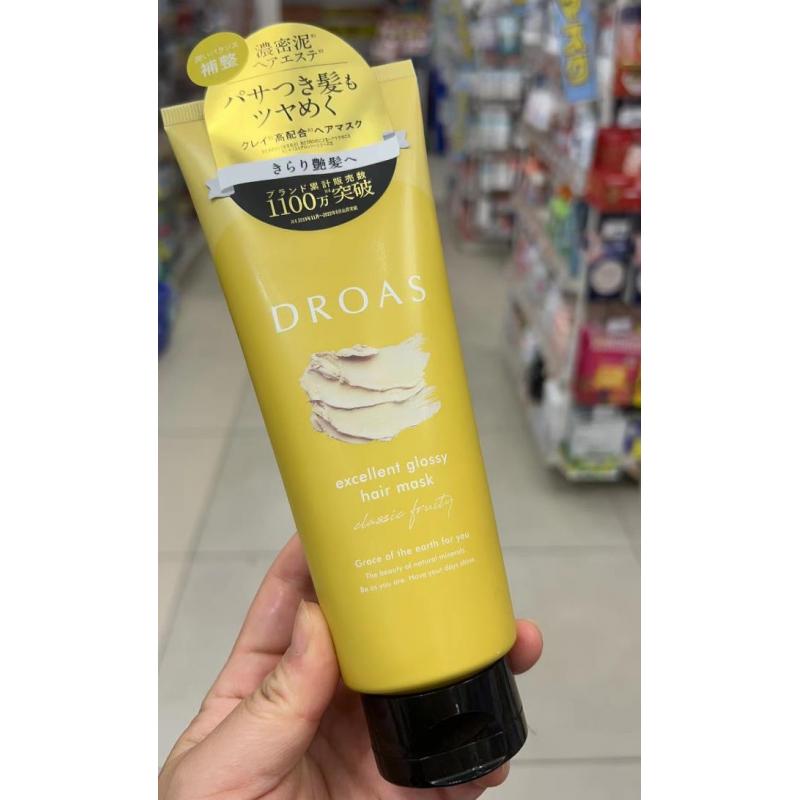 補整
濃密泥
ヘアエステ
パサつき髪も
ツヤめく
クレイ 高配合 ヘアマスク
きらり艶髪へ
ブランド累計販売数
1100万 突破
DROAS
excellent glossy
hair mask
classic fruity
Grace of the earth for you
The beauty of natural minerals.
Be as you are. Have your days shine.